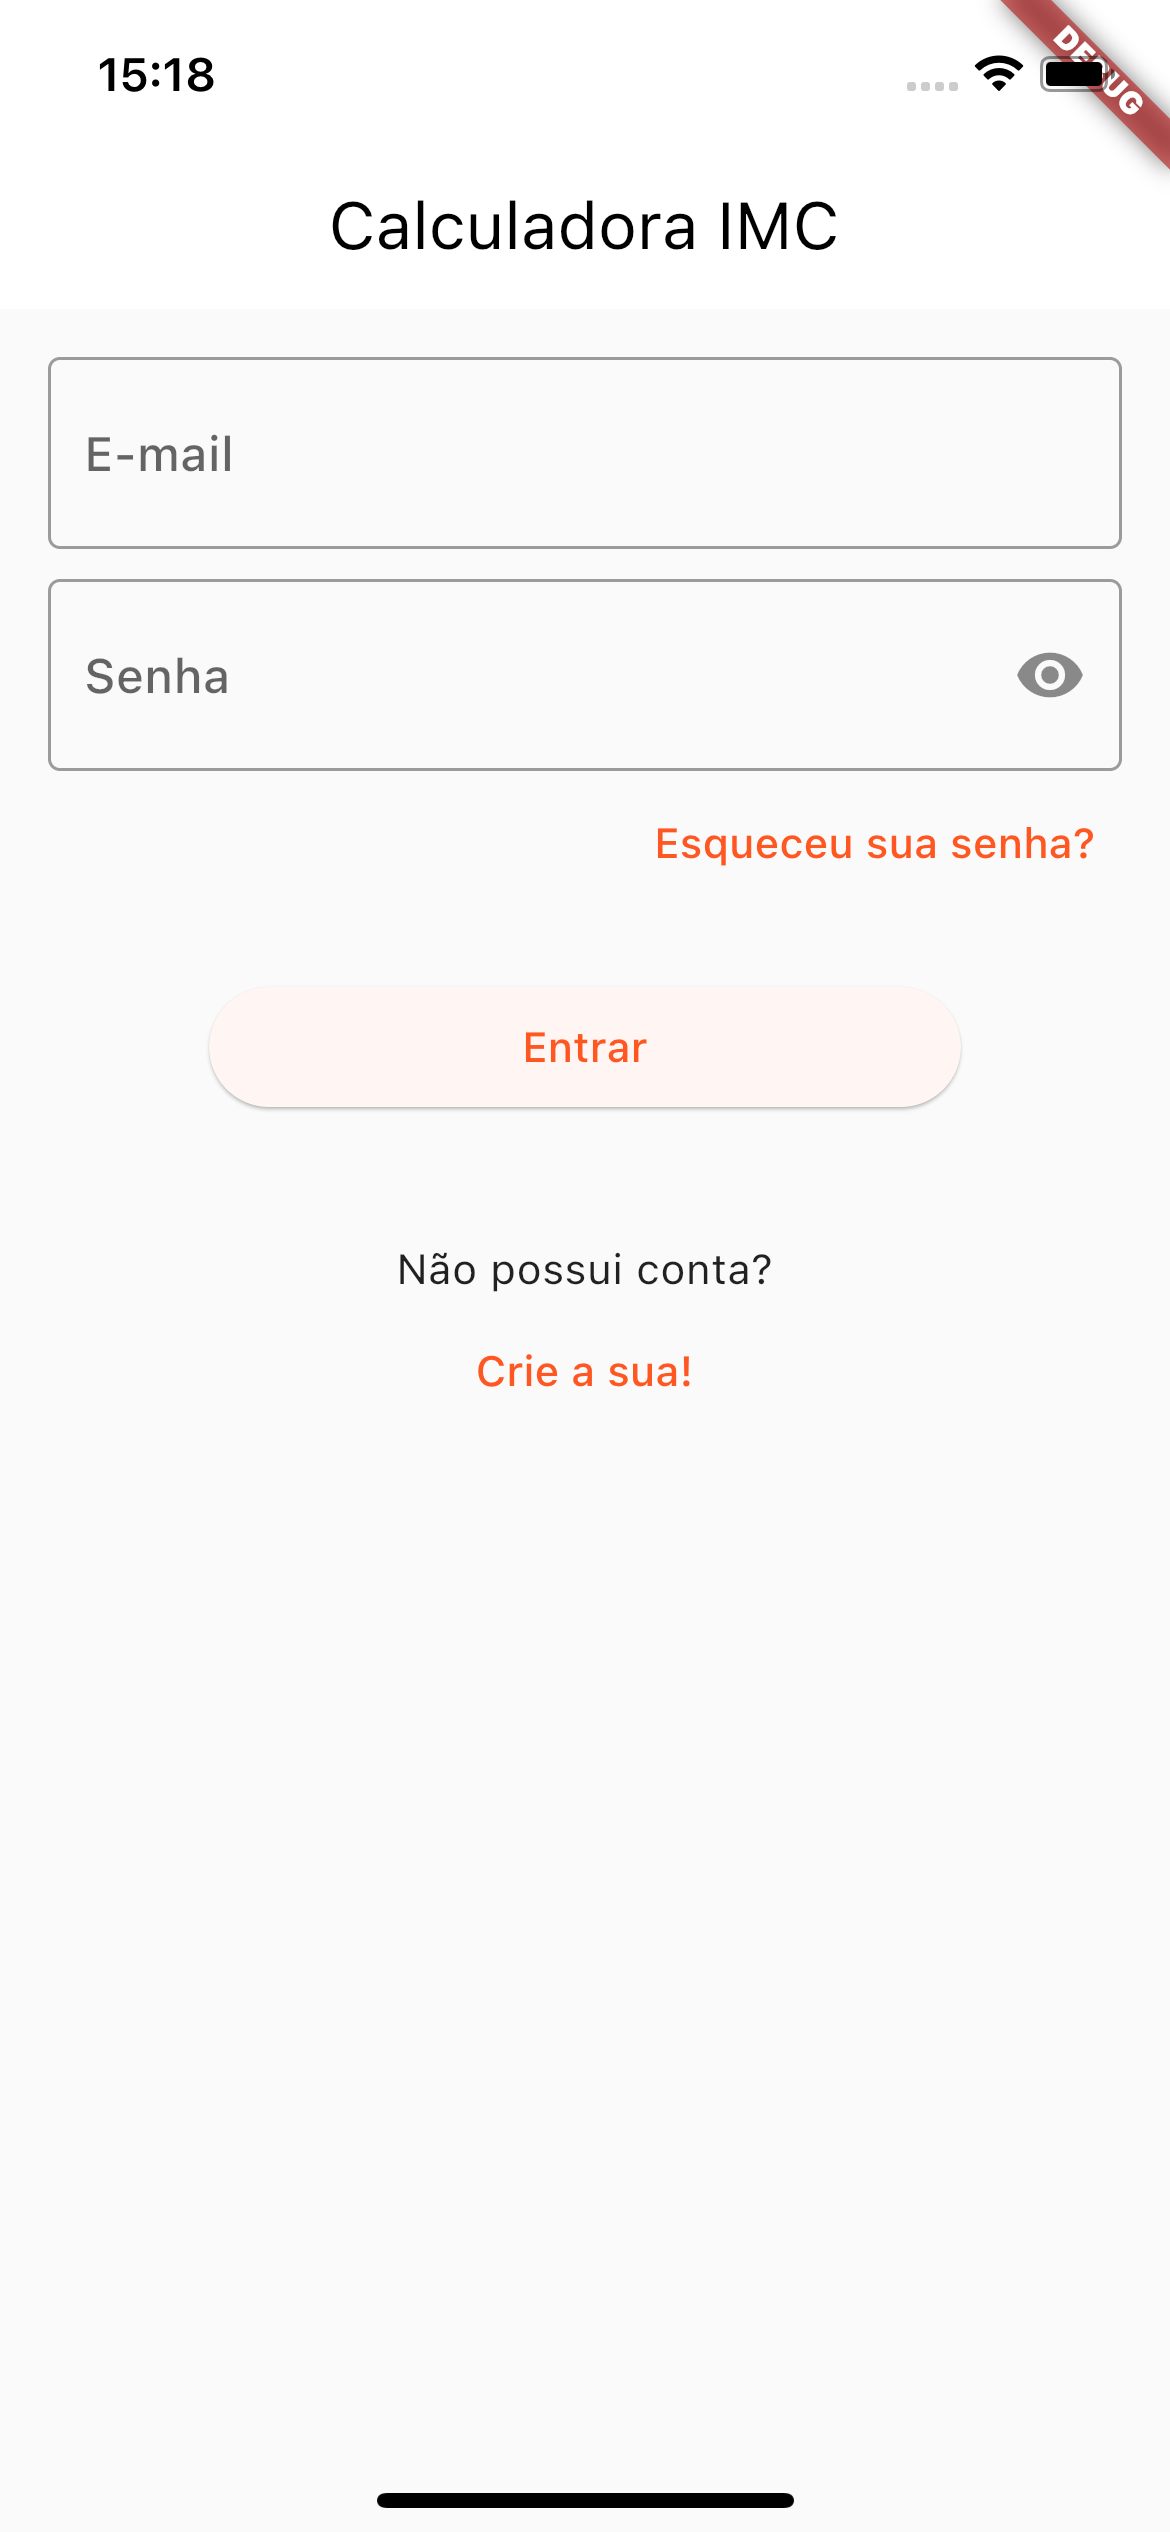 15:18
DEBUG
Calculadora IMC
E-mail
Senha
Esqueceu sua senha?
Entrar
Não possui conta?
Crie a sua!